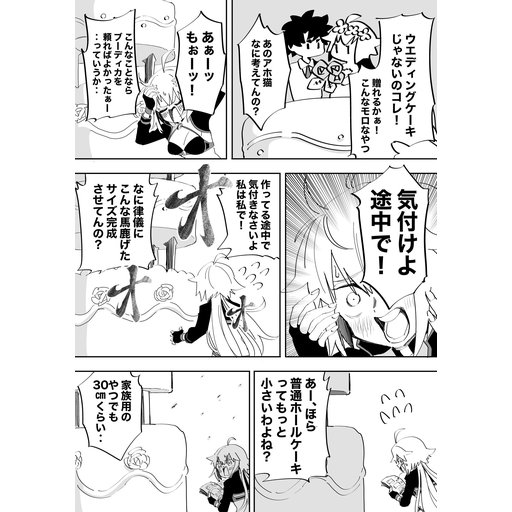 ウエディングケーキ
じゃないのコレ！
贈れるかぁ！
こんなモロなやつ
あのアホ猫
なに考えてんの？
あぁーッ
もぉーッ！
こんなことなら
ブーディカを
頼ればよかったぁー
‥っていうか‥
気付けよ
途中で！
作ってる途中で
気付きなさいよ
私は私で！
なに律儀に
こんな馬鹿げた
サイズ完成
させてんの？
オ
オ
オ
あー、ほら
普通ホールケーキ
ってもっと
小さいわよね？
家族用の
やつでも
30㎝くらい‥